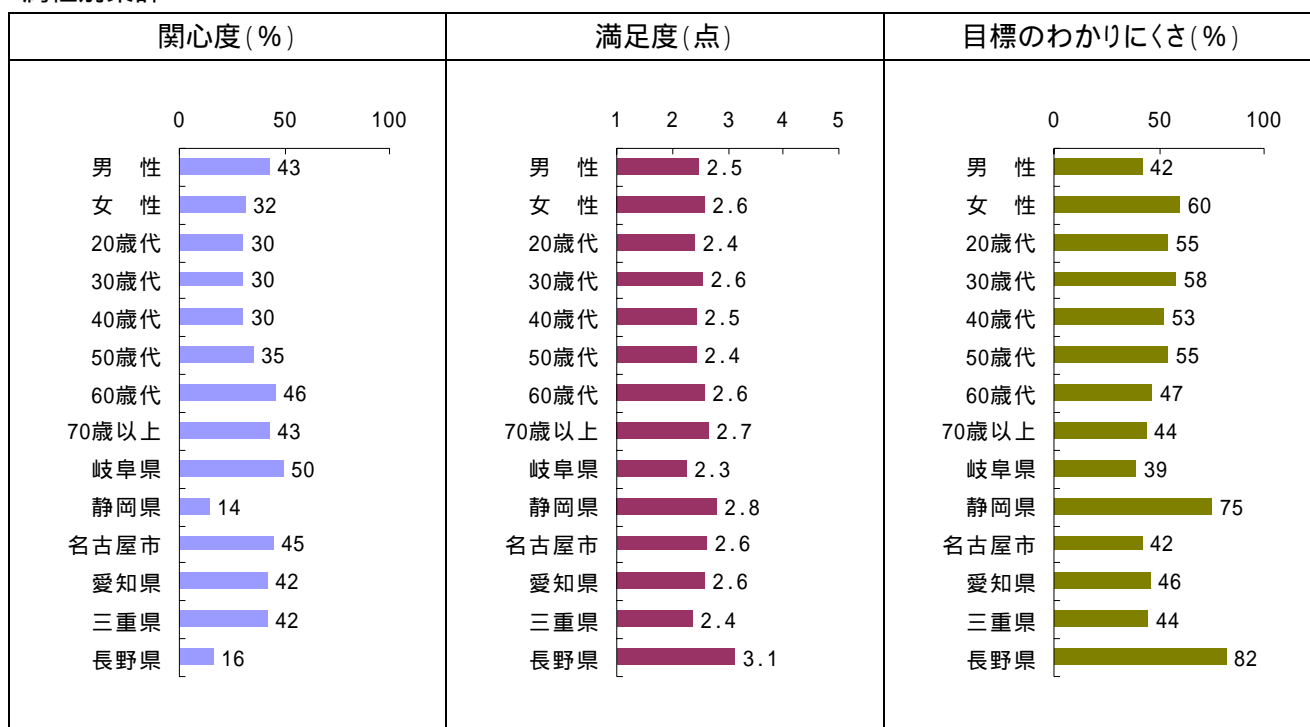 関心度(%) 満足度(点) 目標のわかりにくさ(%)
0 50 100 1 2 3 4 5 0 50 100
男 性 43 男 性 2.5 男 性 42
女 性 32 女 性 2.6 女 性 60
20歳代 30 20歳代 2.4 20歳代 55
30歳代 30 30歳代 2.6 30歳代 58
40歳代 30 40歳代 2.5 40歳代 53
50歳代 35 50歳代 2.4 50歳代 55
60歳代 46 60歳代 2.6 60歳代 47
70歳以上 43 70歳以上 2.7 70歳以上 44
岐阜県 50 岐阜県 2.3 岐阜県 39
静岡県 14 静岡県 2.8 静岡県 75
名古屋市 45 名古屋市 2.6 名古屋市 42
愛知県 42 愛知県 2.6 愛知県 46
三重県 42 三重県 2.4 三重県 44
長野県 16 長野県 3.1 長野県 82